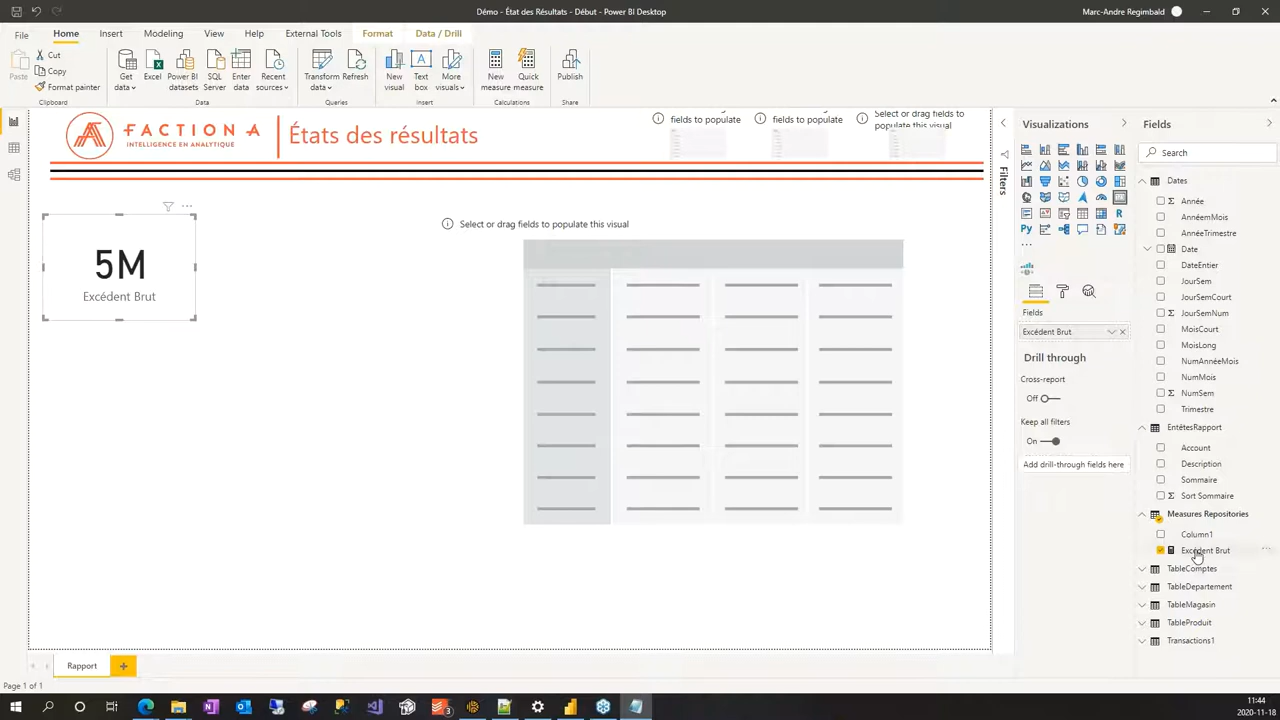 Démo - État des Résultats - Début - Power BI Desktop
Marc-Andre Regimbald
File Home Insert Modeling View Help External Tools Format Data / Drill
Paste
Cut
Copy
Format painter
Clipboard
Get data
Excel
Power BI datasets
SQL Server
Enter data
Recent sources
Data
Transform data
Refresh
Queries
New visual
Text box
More visuals
Insert
New measure
Quick measure
Calculations
Publish
Share
FACTION A
INTELLIGENCE EN ANALYTIQUE
États des résultats
fields to populate
fields to populate
Select or drag fields to
populate this visual
5M
Excédent Brut
Select or drag fields to populate this visual
Filters
Visualizations
Fields
Excédent Brut
Drill through
Cross-report
Off
Keep all filters
On
Add drill-through fields here
Fields
Search
Dates
Année
AnnéemMois
AnnéeTrimestre
Date
DateEntier
JourSem
JourSemCourt
JourSemNum
MoisCourt
MoisLong
NumAnnéeMois
NumMois
NumSem
Trimestre
EntêtesRapport
Account
Description
Sommaire
Sort Sommaire
Measures Repositories
Column1
Excédent Brut
TableComptes
TableDepartement
TableMagasin
TableProduit
Transactions1
Rapport
Page 1 of 1
11:44
2020-11-18